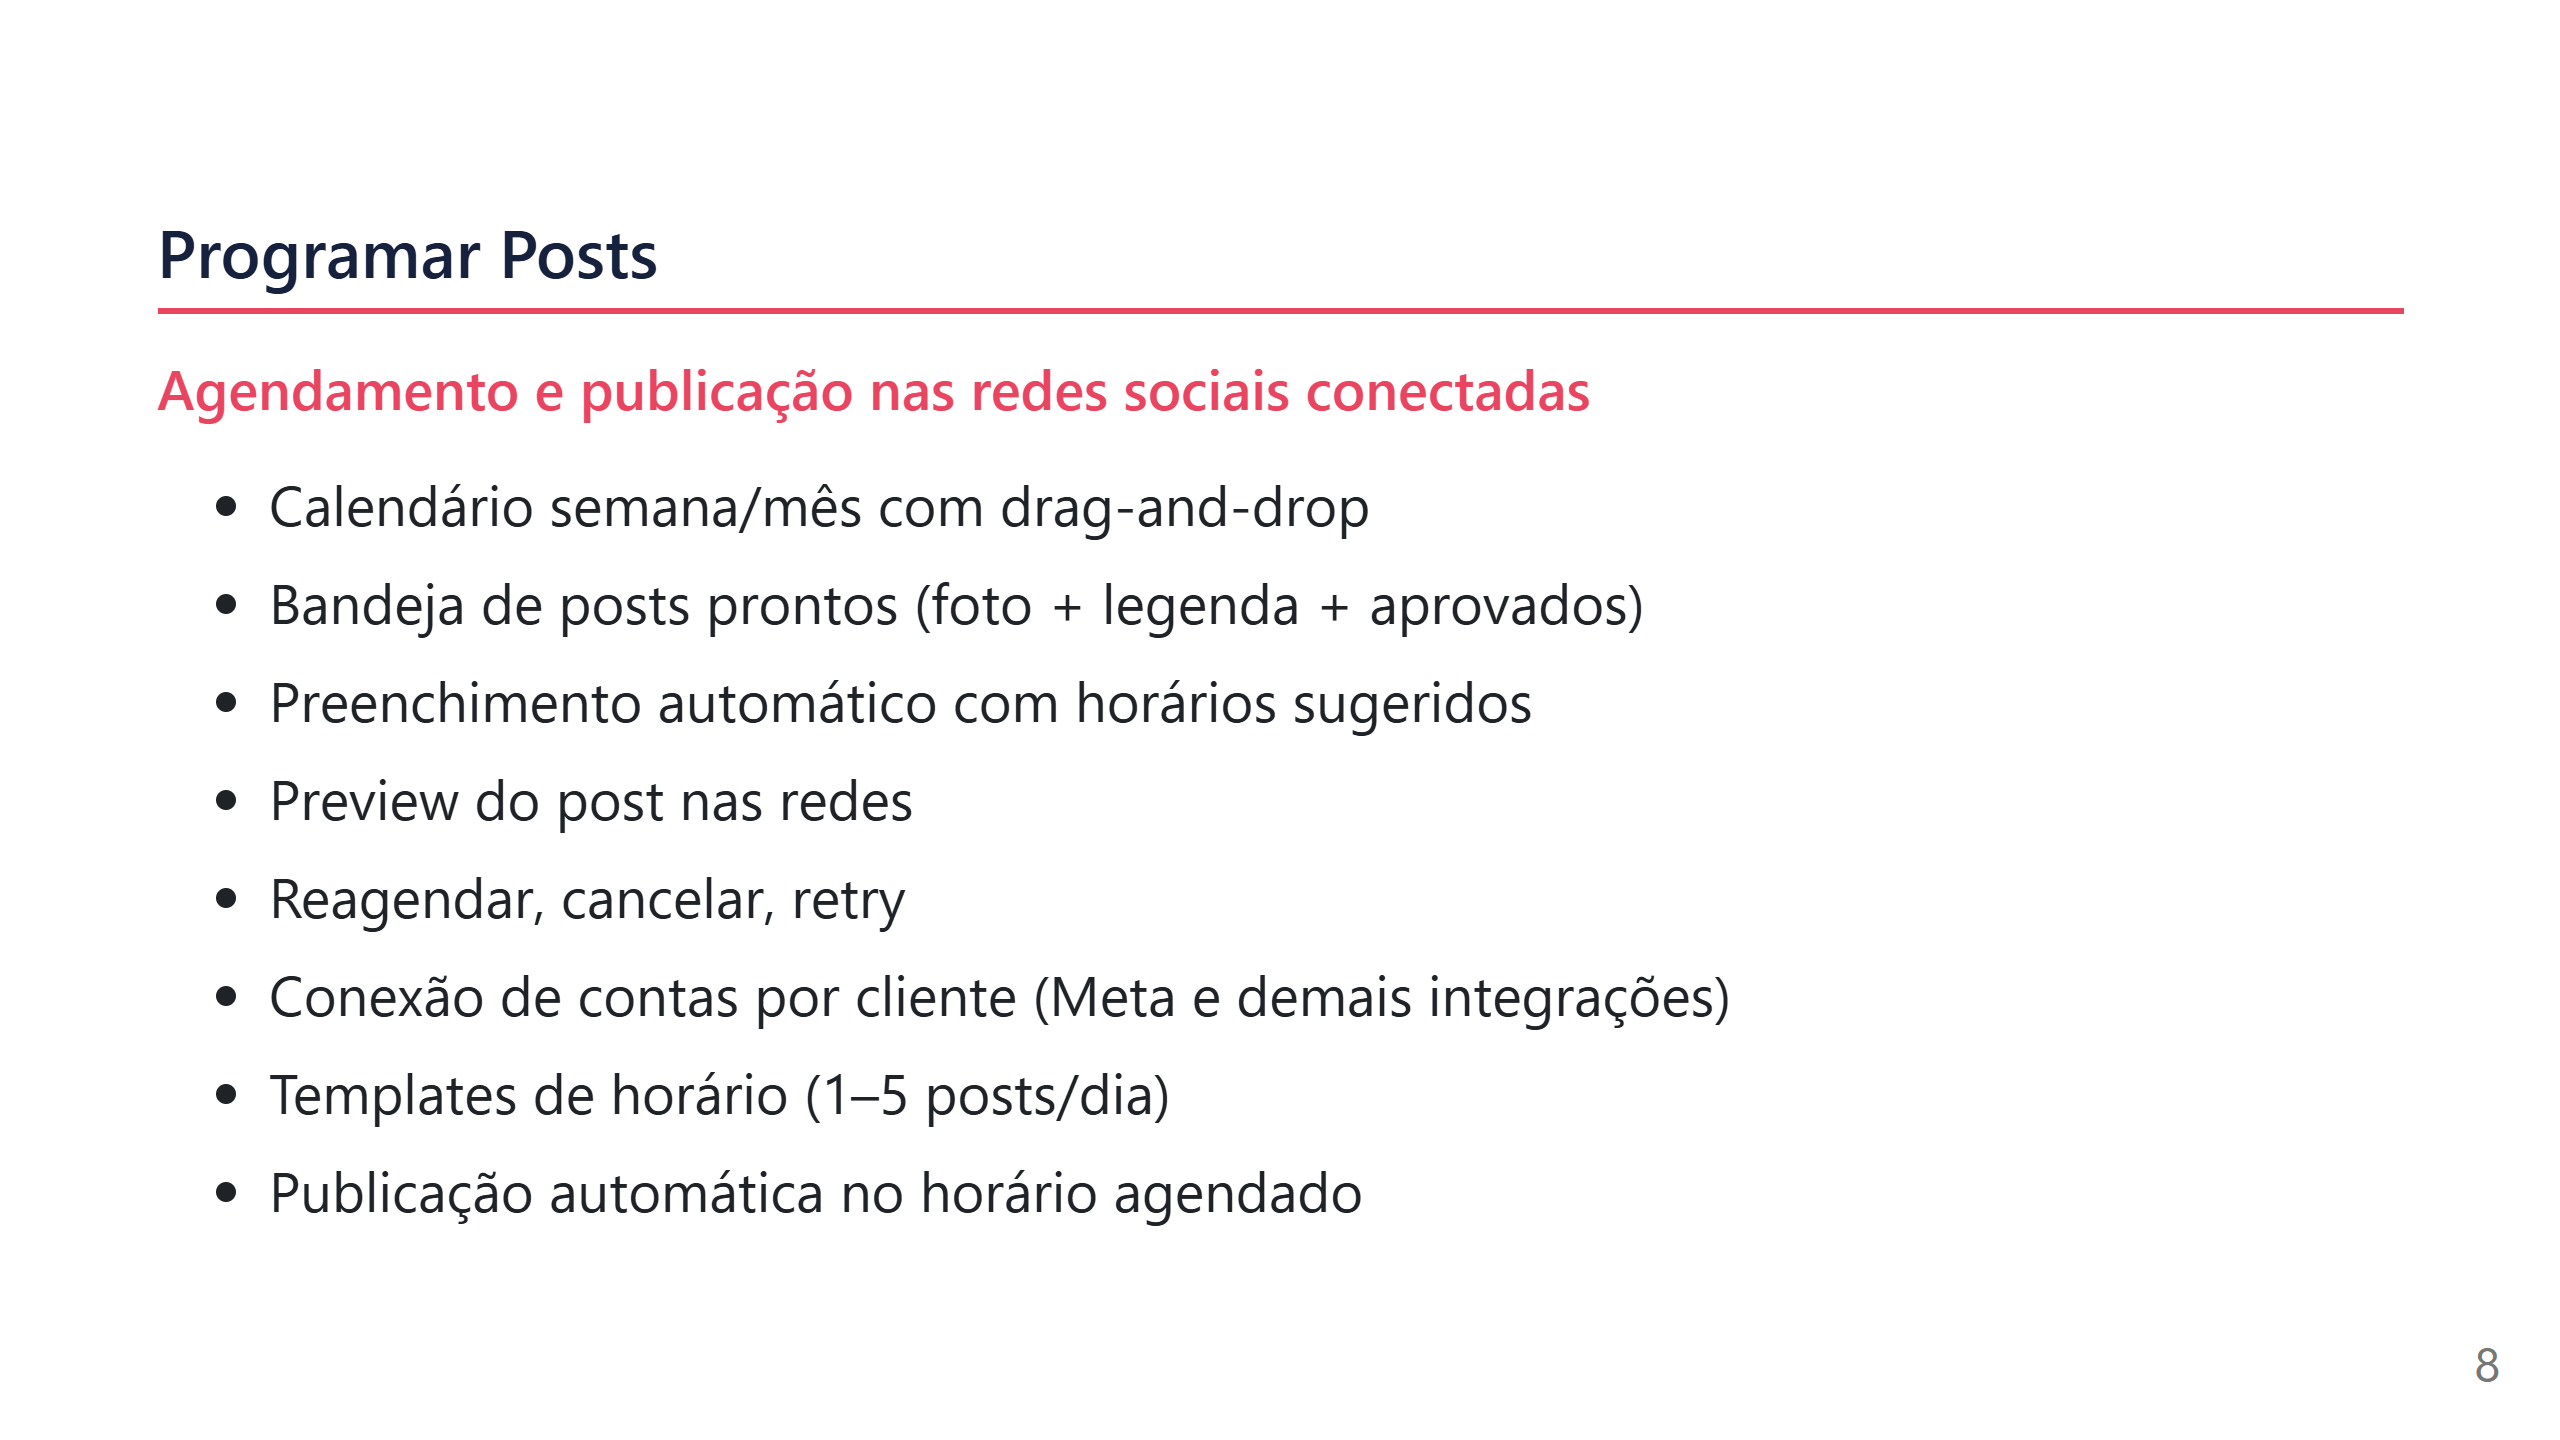 Programar Posts
Agendamento e publicação nas redes sociais conectadas
• Calendário semana/mês com drag-and-drop
• Bandeja de posts prontos (foto + legenda + aprovados)
• Preenchimento automático com horários sugeridos
• Preview do post nas redes
• Reagendar, cancelar, retry
• Conexão de contas por cliente (Meta e demais integrações)
• Templates de horário (1–5 posts/dia)
• Publicação automática no horário agendado
8